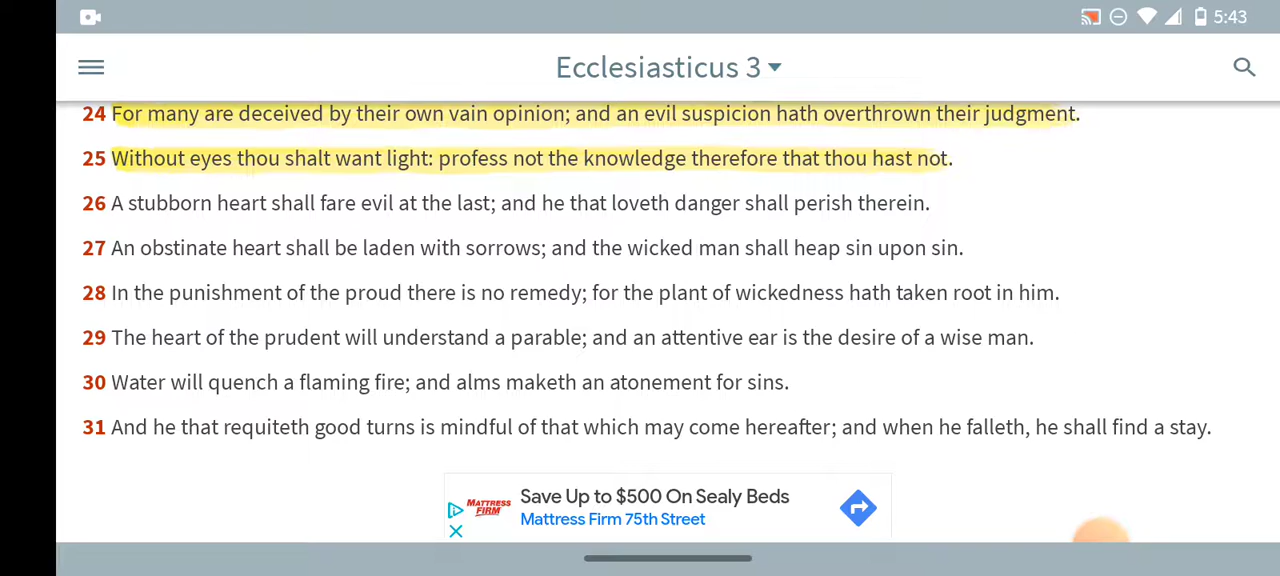 5:43
Ecclesiasticus 3
24 For many are deceived by their own vain opinion; and an evil suspicion hath overthrown their judgment.
25 Without eyes thou shalt want light: profess not the knowledge therefore that thou hast not.
26 A stubborn heart shall fare evil at the last; and he that loveth danger shall perish therein.
27 An obstinate heart shall be laden with sorrows; and the wicked man shall heap sin upon sin.
28 In the punishment of the proud there is no remedy; for the plant of wickedness hath taken root in him.
29 The heart of the prudent will understand a parable; and an attentive ear is the desire of a wise man.
30 Water will quench a flaming fire; and alms maketh an atonement for sins.
31 And he that requiteth good turns is mindful of that which may come hereafter; and when he falleth, he shall find a stay.
MATTRESS
FIRM
Save Up to $500 On Sealy Beds
Mattress Firm 75th Street